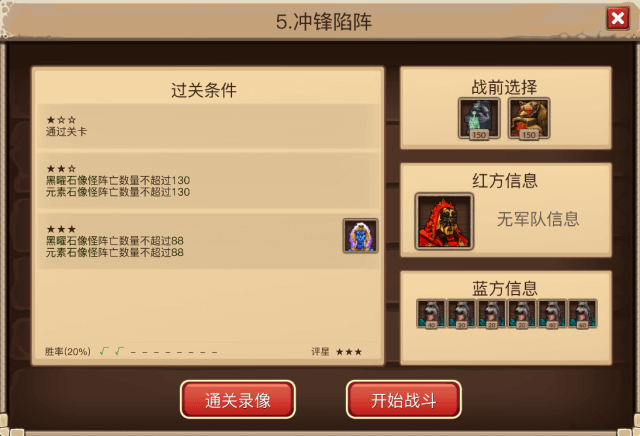 5.冲锋陷阵
过关条件
★☆☆
通过关卡
★★☆
黑曜石像怪阵亡数量不超过130
元素石像怪阵亡数量不超过130
★★★
黑曜石像怪阵亡数量不超过88
元素石像怪阵亡数量不超过88
胜率(20%) √ √ - - - - - - - -
评星 ★★★
战前选择
150 150
红方信息
无军队信息
蓝方信息
40 20 20 20 40
通关录像
开始战斗